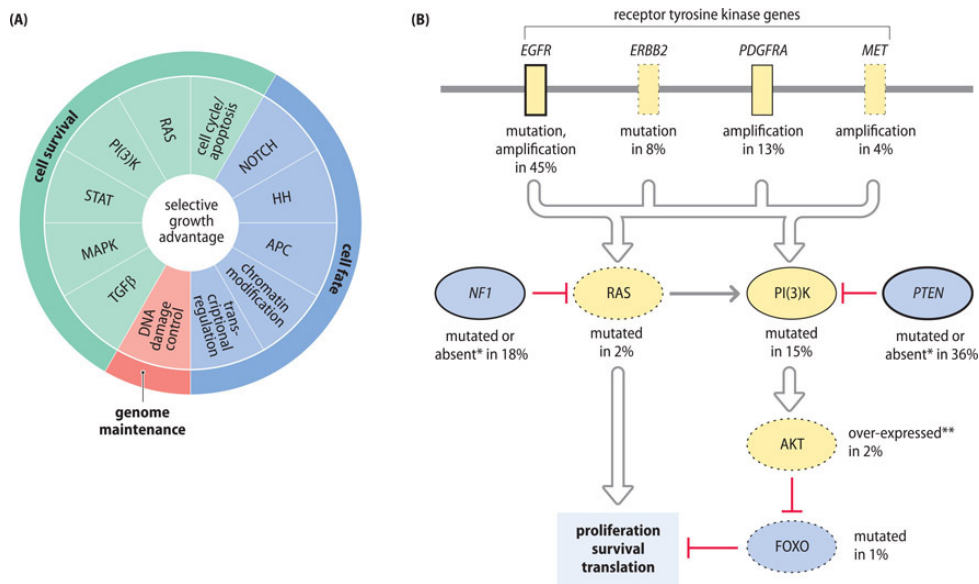 (A)
cell survival
cell fate
genome
maintenance
selective
growth
advantage
TGFβ
MAPK
STAT
PI(3)K
RAS
cell cycle/
apoptosis
NOTCH
HH
APC
chromatin
modification
trans-
criptional
regulation
DNA
damage
control
(B)
receptor tyrosine kinase genes
EGFR
ERBB2
PDGFRA
MET
mutation,
amplification
in 45%
mutation
in 8%
amplification
in 13%
amplification
in 4%
NF1
RAS
PI(3)K
PTEN
mutated or
absent* in 18%
mutated
in 2%
mutated
in 15%
mutated or
absent* in 36%
AKT
over-expressed**
in 2%
proliferation
survival
translation
FOXO
mutated
in 1%